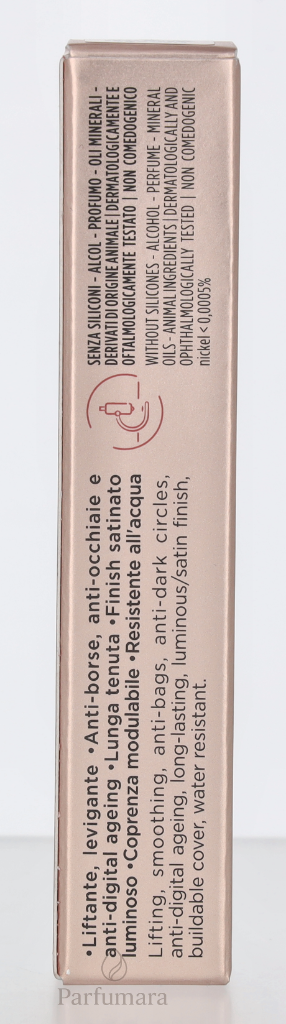 •Liftante, levigante •Anti-borse, anti-occhiaie e
anti-digital ageing •Lunga tenuta •Finish satinato
luminoso •Coprenza modulabile •Resistente all'acqua
Lifting, smoothing, anti-bags, anti-dark circles,
anti-digital ageing, long-lasting, luminous/satin finish,
buildable cover, water resistant.
SENZA SILICONI - ALCOL - PROFUMO - OLI MINERALI -
DERIVATI DI ORIGINE ANIMALE | DERMATOLOGICAMENTE E
OFTALMOLOGICAMENTE TESTATO | NON COMEDOGENICO
WITHOUT SILICONES - ALCOHOL - PERFUME - MINERAL
OILS - ANIMAL INGREDIENTS | DERMATOLOGICALLY AND
OPHTHALMOLOGICALLY TESTED | NON COMEDOGENIC
nickel < 0,0005%
Parfumara